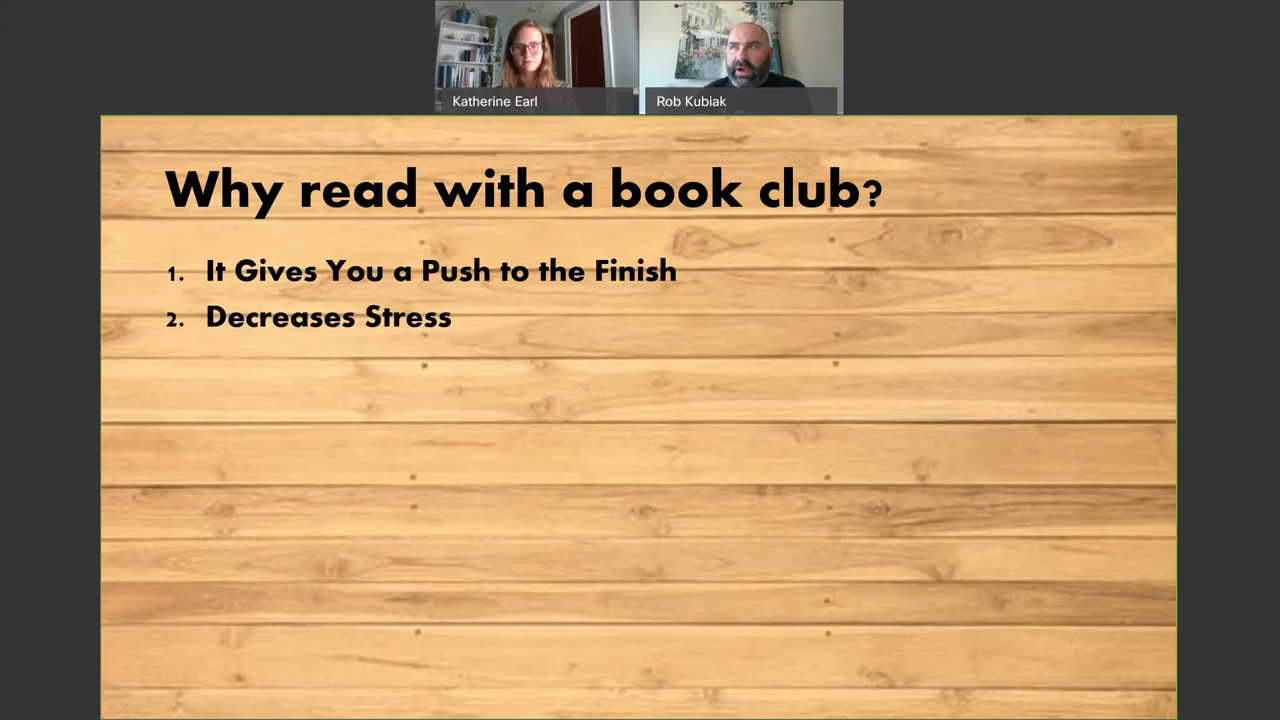 Katherine Earl
Rob Kubiak
Why read with a book club?
1. It Gives You a Push to the Finish
2. Decreases Stress